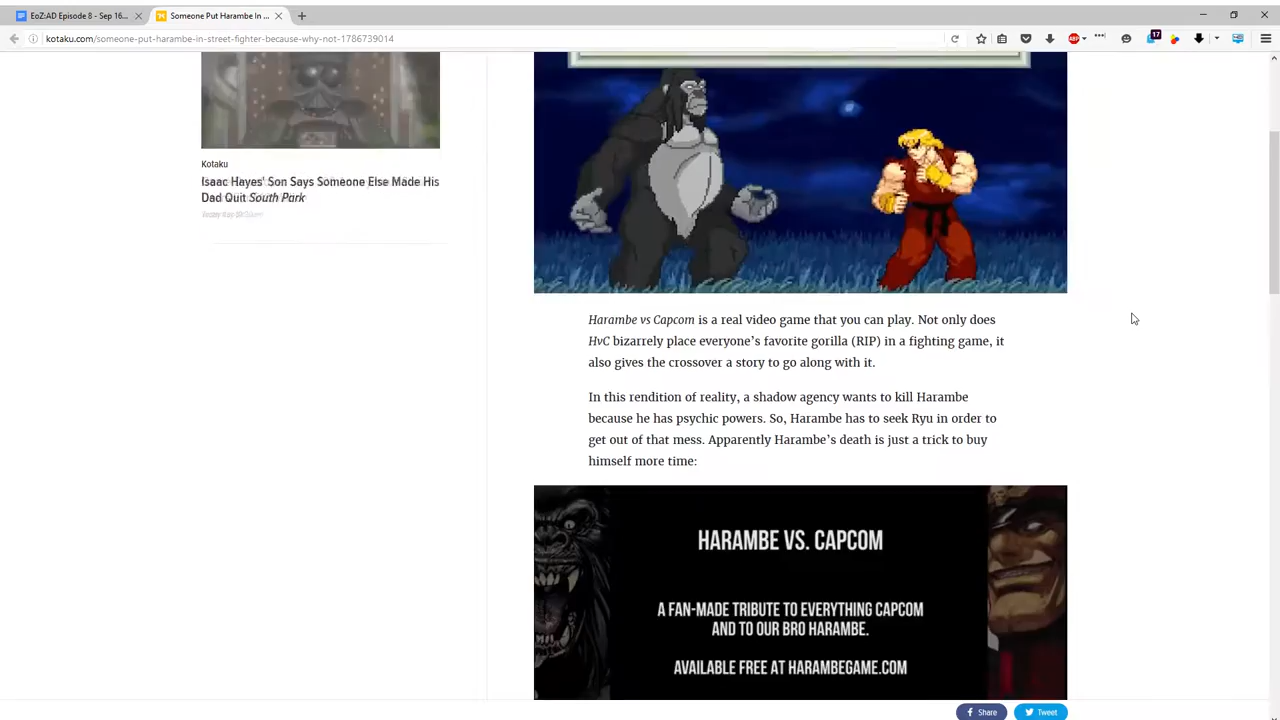 EoZ:AD Episode 8 - Sep 16...
Someone Put Harambe In ...
kotaku.com/someone-put-harambe-in-street-fighter-because-why-not-1786739014
ABP
17
Kotaku
Isaac Hayes' Son Says Someone Else Made His
Dad Quit South Park
Harambe vs Capcom is a real video game that you can play. Not only does
HvC bizarrely place everyone's favorite gorilla (RIP) in a fighting game, it
also gives the crossover a story to go along with it.
In this rendition of reality, a shadow agency wants to kill Harambe
because he has psychic powers. So, Harambe has to seek Ryu in order to
get out of that mess. Apparently Harambe's death is just a trick to buy
himself more time:
HARAMBE VS. CAPCOM
A FAN-MADE TRIBUTE TO EVERYTHING CAPCOM
AND TO OUR BRO HARAMBE.
AVAILABLE FREE AT HARAMBEGAME.COM
Share
Tweet